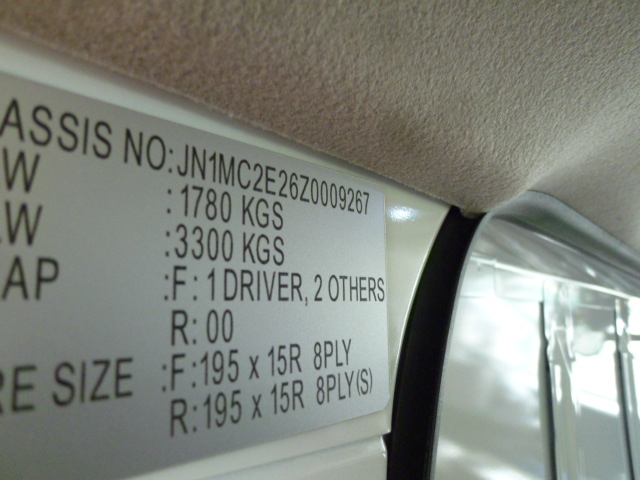 ASSIS NO:JN1MC2E26Z0009267
W :1780 KGS
W :3300 KGS
AP :F: 1 DRIVER, 2 OTHERS
R: 00
RE SIZE :F:195 x 15R 8PLY
R:195 x 15R 8PLY(S)